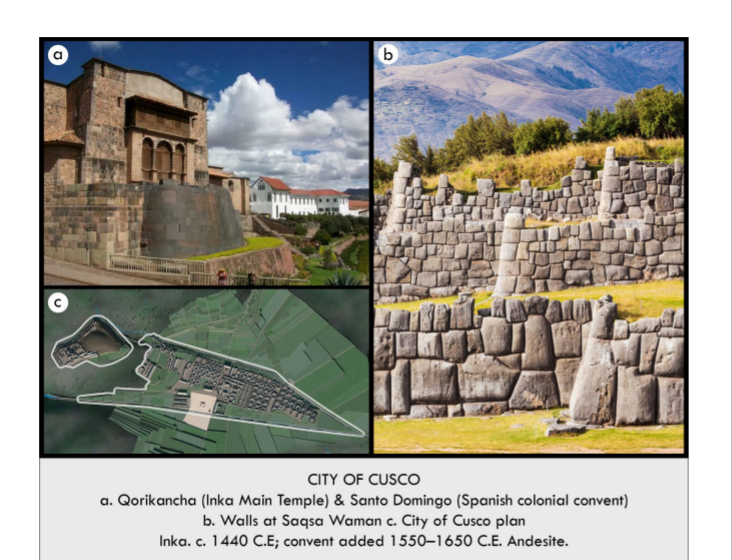 a
b
c
CITY OF CUSCO
a. Qorikancha (Inka Main Temple) & Santo Domingo (Spanish colonial convent)
b. Walls at Saqsa Waman c. City of Cusco plan
Inka. c. 1440 C.E; convent added 1550–1650 C.E. Andesite.